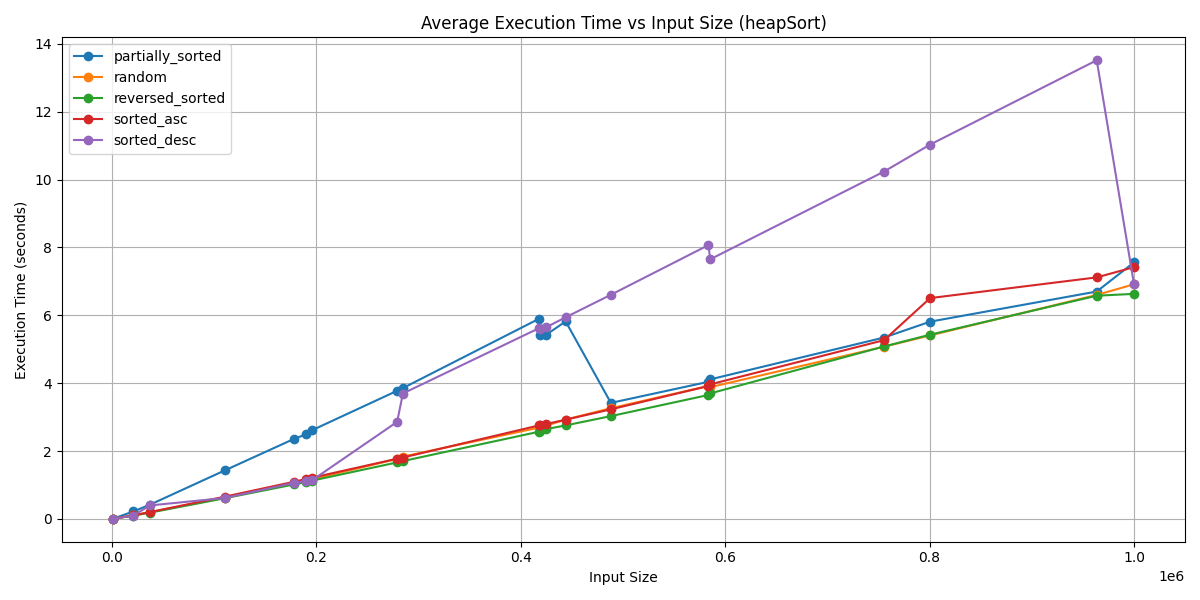 Average Execution Time vs Input Size (heapSort)
partially_sorted
random
reversed_sorted
sorted_asc
sorted_desc
Execution Time (seconds)
14
12
10
8
6
4
2
0
0.0 0.2 0.4 0.6 0.8 1.0
1e6
Input Size